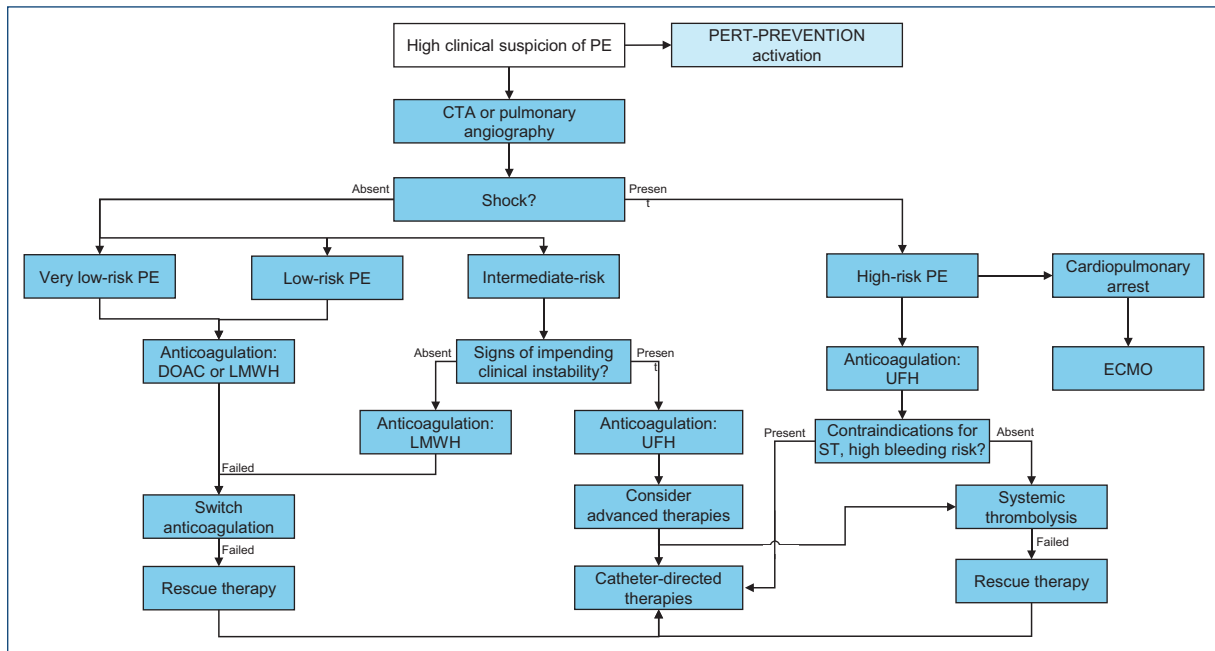 High clinical suspicion of PE
PERT-PREVENTION
activation
CTA or pulmonary
angiography
Absent
Shock?
Presen
t
Very low-risk PE
Low-risk PE
Intermediate-risk
High-risk PE
Cardiopulmonary
arrest
Anticoagulation:
DOAC or LMWH
Absent
Signs of impending
clinical instability?
Presen
t
Anticoagulation:
UFH
ECMO
Anticoagulation:
LMWH
Anticoagulation:
UFH
Present
Contraindications for
ST, high bleeding risk?
Absent
Failed
Switch
anticoagulation
Consider
advanced therapies
Systemic
thrombolysis
Failed
Failed
Rescue therapy
Catheter-directed
therapies
Rescue therapy